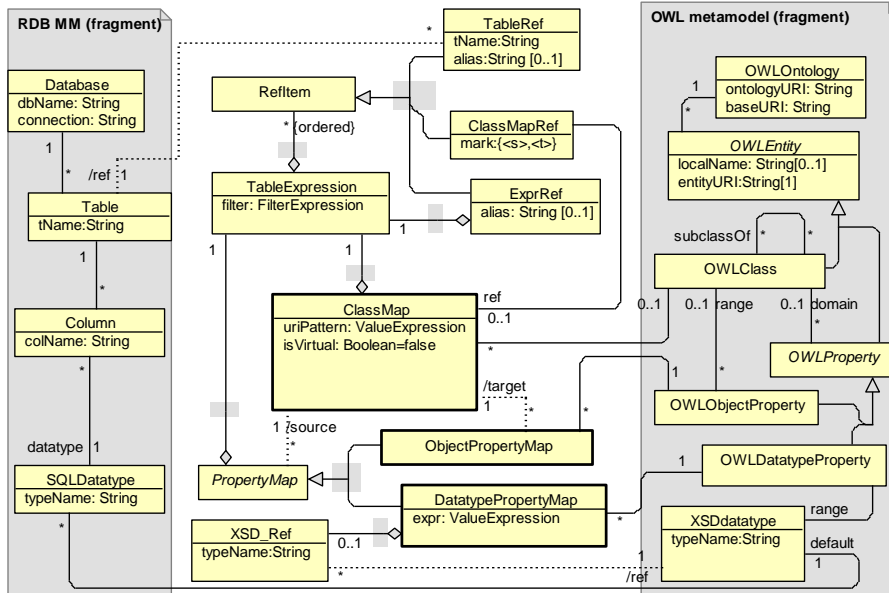 RDB MM (fragment)
Database
dbName: String
connection: String
1
*
/ref
1
Table
tName:String
1
*
Column
colName: String
*
datatype
1
SQLDatatype
typeName: String
*
*
TableRef
tName:String
alias:String [0..1]
RefItem
* {ordered}
ClassMapRef
mark:{<s>,<t>}
TableExpression
filter: FilterExpression
ExprRef
alias: String [0..1]
1
1
1
ClassMap
uriPattern: ValueExpression
isVirtual: Boolean=false
ref
0..1
*
/target
1
*
1
/source
*
ObjectPropertyMap
*
PropertyMap
DatatypePropertyMap
expr: ValueExpression
*
XSD_Ref
typeName:String
0..1
*
OWL metamodel (fragment)
OWLOntology
ontologyURI: String
baseURI: String
1
*
OWLEntity
localName: String[0..1]
entityURI:String[1]
subclassOf
*
*
OWLClass
0..1
0..1
range
0..1
domain
*
*
OWLProperty
1
OWLObjectProperty
1
OWLDatatypeProperty
range
XSDdatatype
typeName:String
default
1
1
/ref